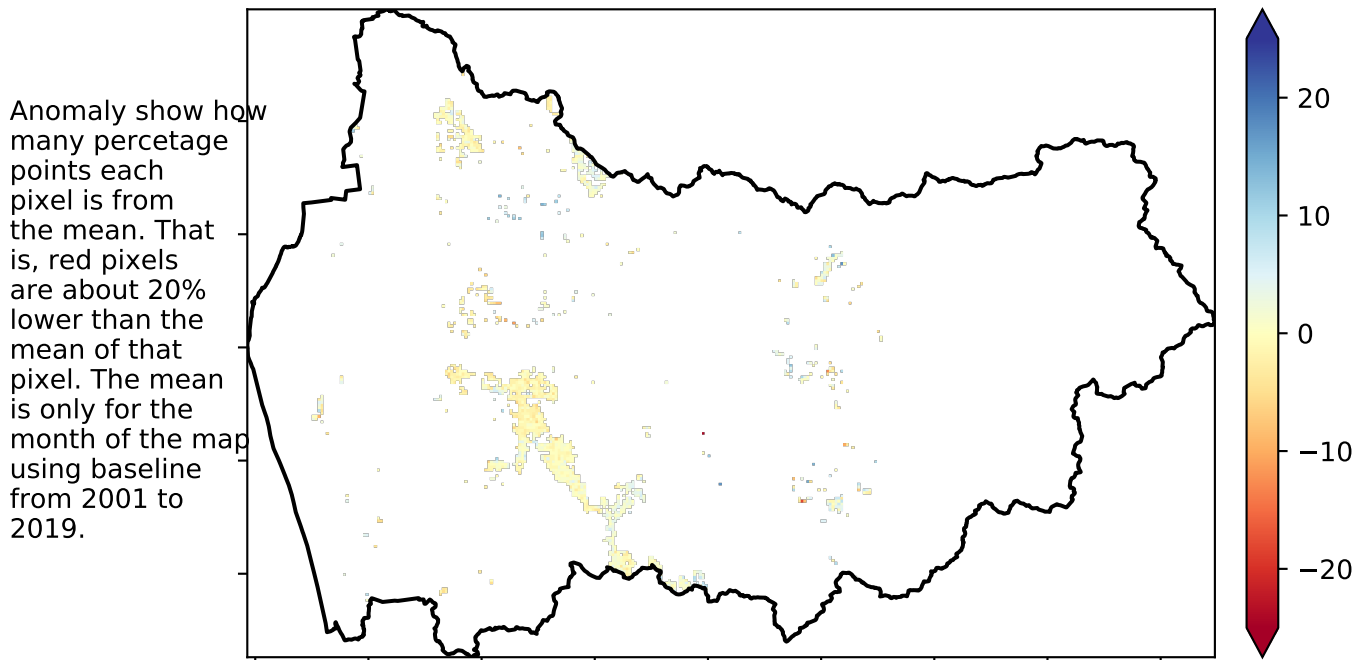 Anomaly show how
many percetage
points each
pixel is from
the mean. That
is, red pixels
are about 20%
lower than the
mean of that
pixel. The mean
is only for the
month of the map
using baseline
from 2001 to
2019.
20
10
0
−10
−20